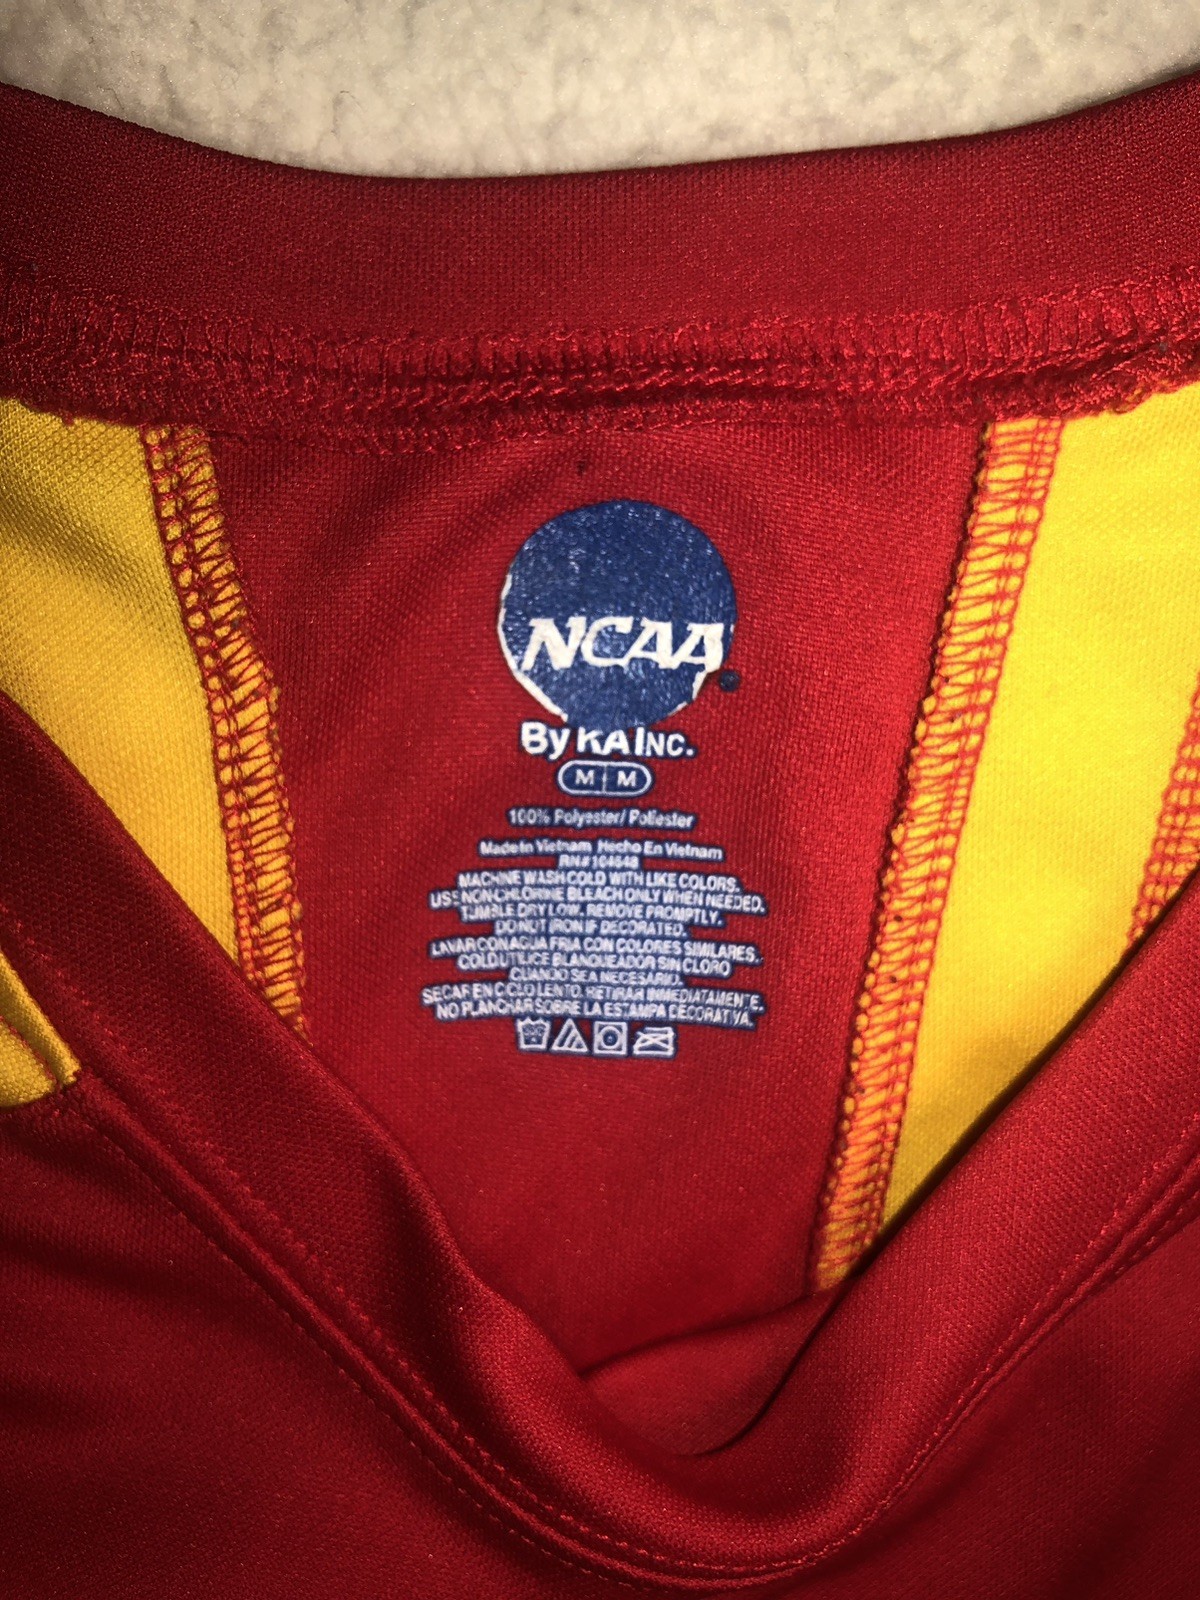 NCAA
By KA INC.
M M
100% Polyester/ Poliester
Made In Vietnam Hecho En Vietnam
RN#104648
MACHINE WASH COLD WITH LIKE COLORS.
USE NON-CHLORINE BLEACH ONLY WHEN NEEDED.
TUMBLE DRY LOW. REMOVE PROMPTLY.
DO NOT IRON IF DECORATED.
LAVAR CON AGUA FRIA CON COLORES SIMILARES.
COLD.UTILICE BLANQUEADOR SIN CLORO
CUANDO SEA NECESARIO.
SECAR EN CICLO LENTO. RETIRAR INMEDIATAMENTE.
NO PLANCHAR SOBRE LA ESTAMPA DECORATIVA.